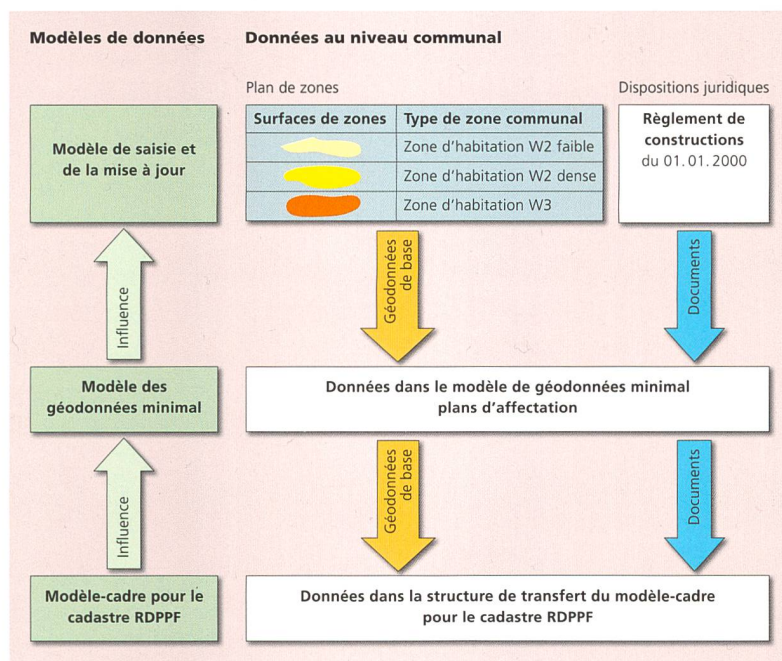 Modèles de données
Données au niveau communal
Plan de zones
Dispositions juridiques
Modèle de saisie et
de la mise à jour
Surfaces de zones
Type de zone communal
Zone d'habitation W2 faible
Zone d'habitation W2 dense
Zone d'habitation W3
Règlement de
constructions
du 01.01.2000
Influence
Géodonnées
de base
Documents
Modèle des
géodonnées minimal
Données dans le modèle de géodonnées minimal
plans d'affectation
Influence
Géodonnées
de base
Documents
Modèle-cadre pour le
cadastre RDPPF
Données dans la structure de transfert du modèle-cadre
pour le cadastre RDPPF